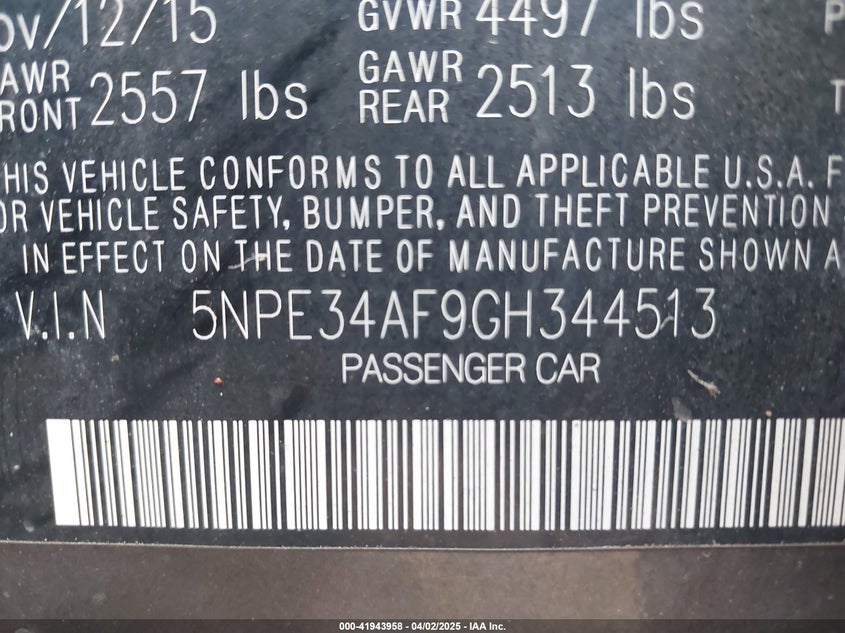 ov/12/15 GVWR 4497 lbs P
AWR
RONT 2557 lbs GAWR
REAR 2513 lbs T
HIS VEHICLE CONFORMS TO ALL APPLICABLE U.S.A. F
OR VEHICLE SAFETY, BUMPER, AND THEFT PREVENTION
IN EFFECT ON THE DATE OF MANUFACTURE SHOWN A
V.I.N 5NPE34AF9GH344513
PASSENGER CAR
000-41943958 - 04/02/2025 - IAA Inc.